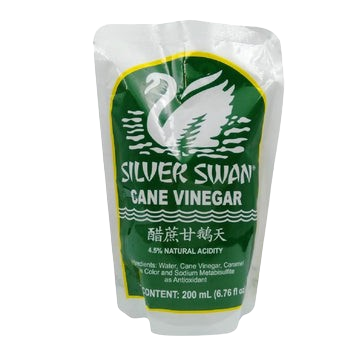 SILVER SWAN®
CANE VINEGAR
醋蔗甘鵝天
4.5% NATURAL ACIDITY
Ingredients: Water, Cane Vinegar, Caramel
Color and Sodium Metabisulfite
as Antioxidant
CONTENT: 200 mL (6.76 fl oz